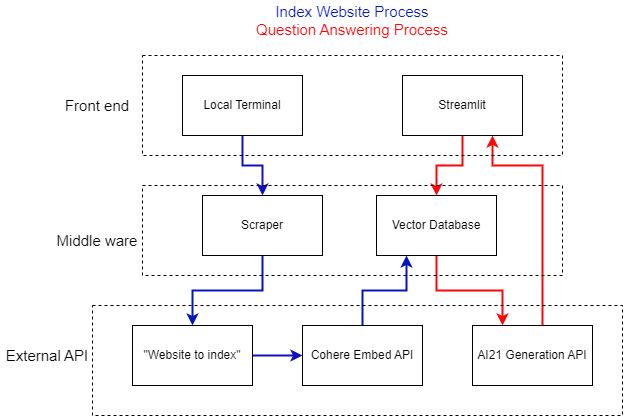 Index Website Process
Question Answering Process
Front end
Local Terminal
Streamlit
Middle ware
Scraper
Vector Database
External API
"Website to index"
Cohere Embed API
AI21 Generation API